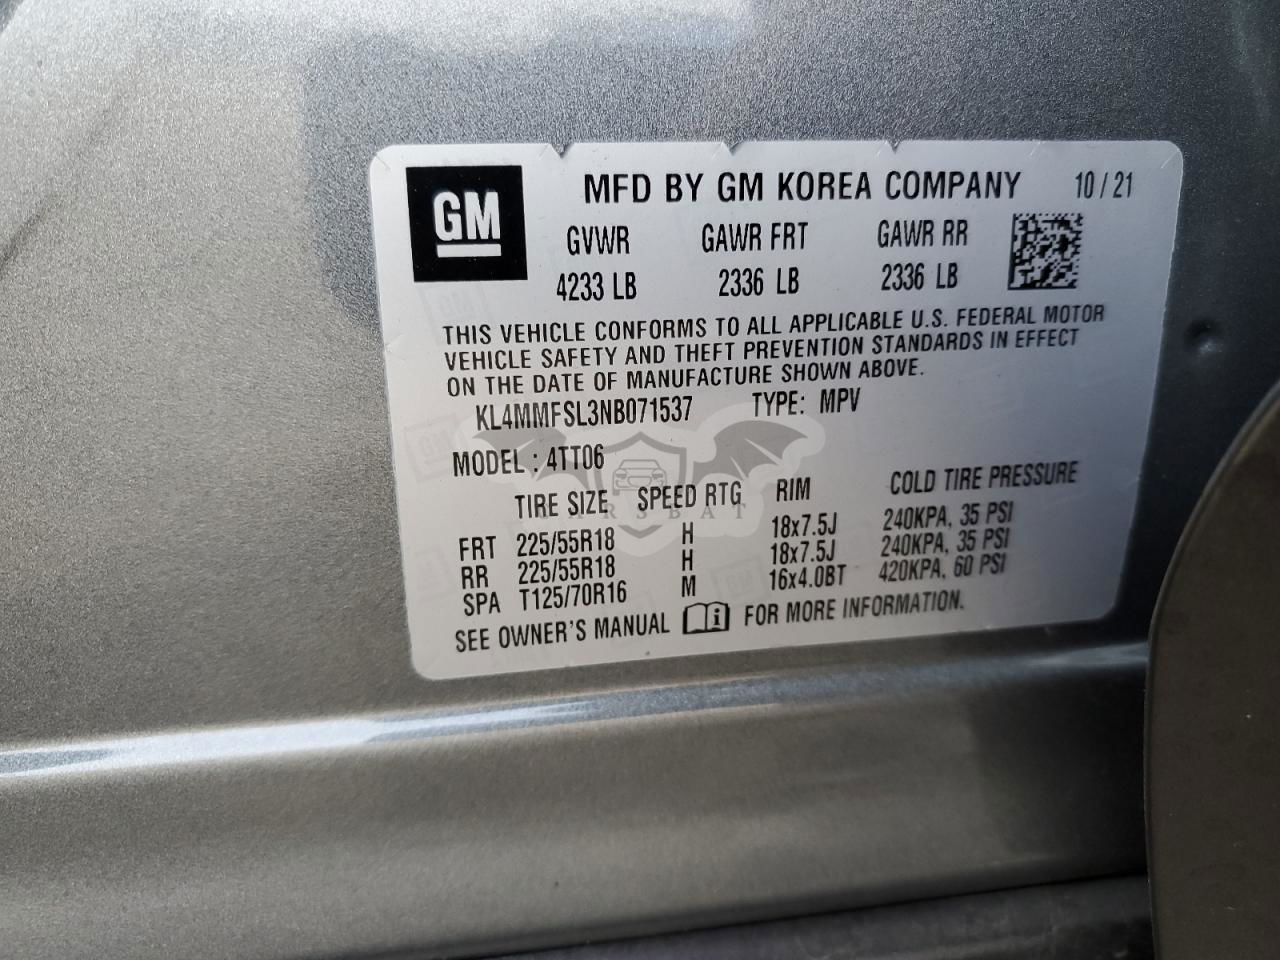 GM
MFD BY GM KOREA COMPANY 10 / 21
GVWR GAWR FRT GAWR RR
4233 LB 2336 LB 2336 LB
THIS VEHICLE CONFORMS TO ALL APPLICABLE U.S. FEDERAL MOTOR
VEHICLE SAFETY AND THEFT PREVENTION STANDARDS IN EFFECT
ON THE DATE OF MANUFACTURE SHOWN ABOVE.
KL4MMFSL3NB071537 TYPE: MPV
MODEL : 4TT06
TIRE SIZE SPEED RTG RIM COLD TIRE PRESSURE
CARSBAT
FRT 225/55R18 H 18x7.5J 240KPA, 35 PSI
RR 225/55R18 H 18x7.5J 240KPA, 35 PSI
SPA T125/70R16 M 16x4.0BT 420KPA, 60 PSI
SEE OWNER'S MANUAL i FOR MORE INFORMATION.